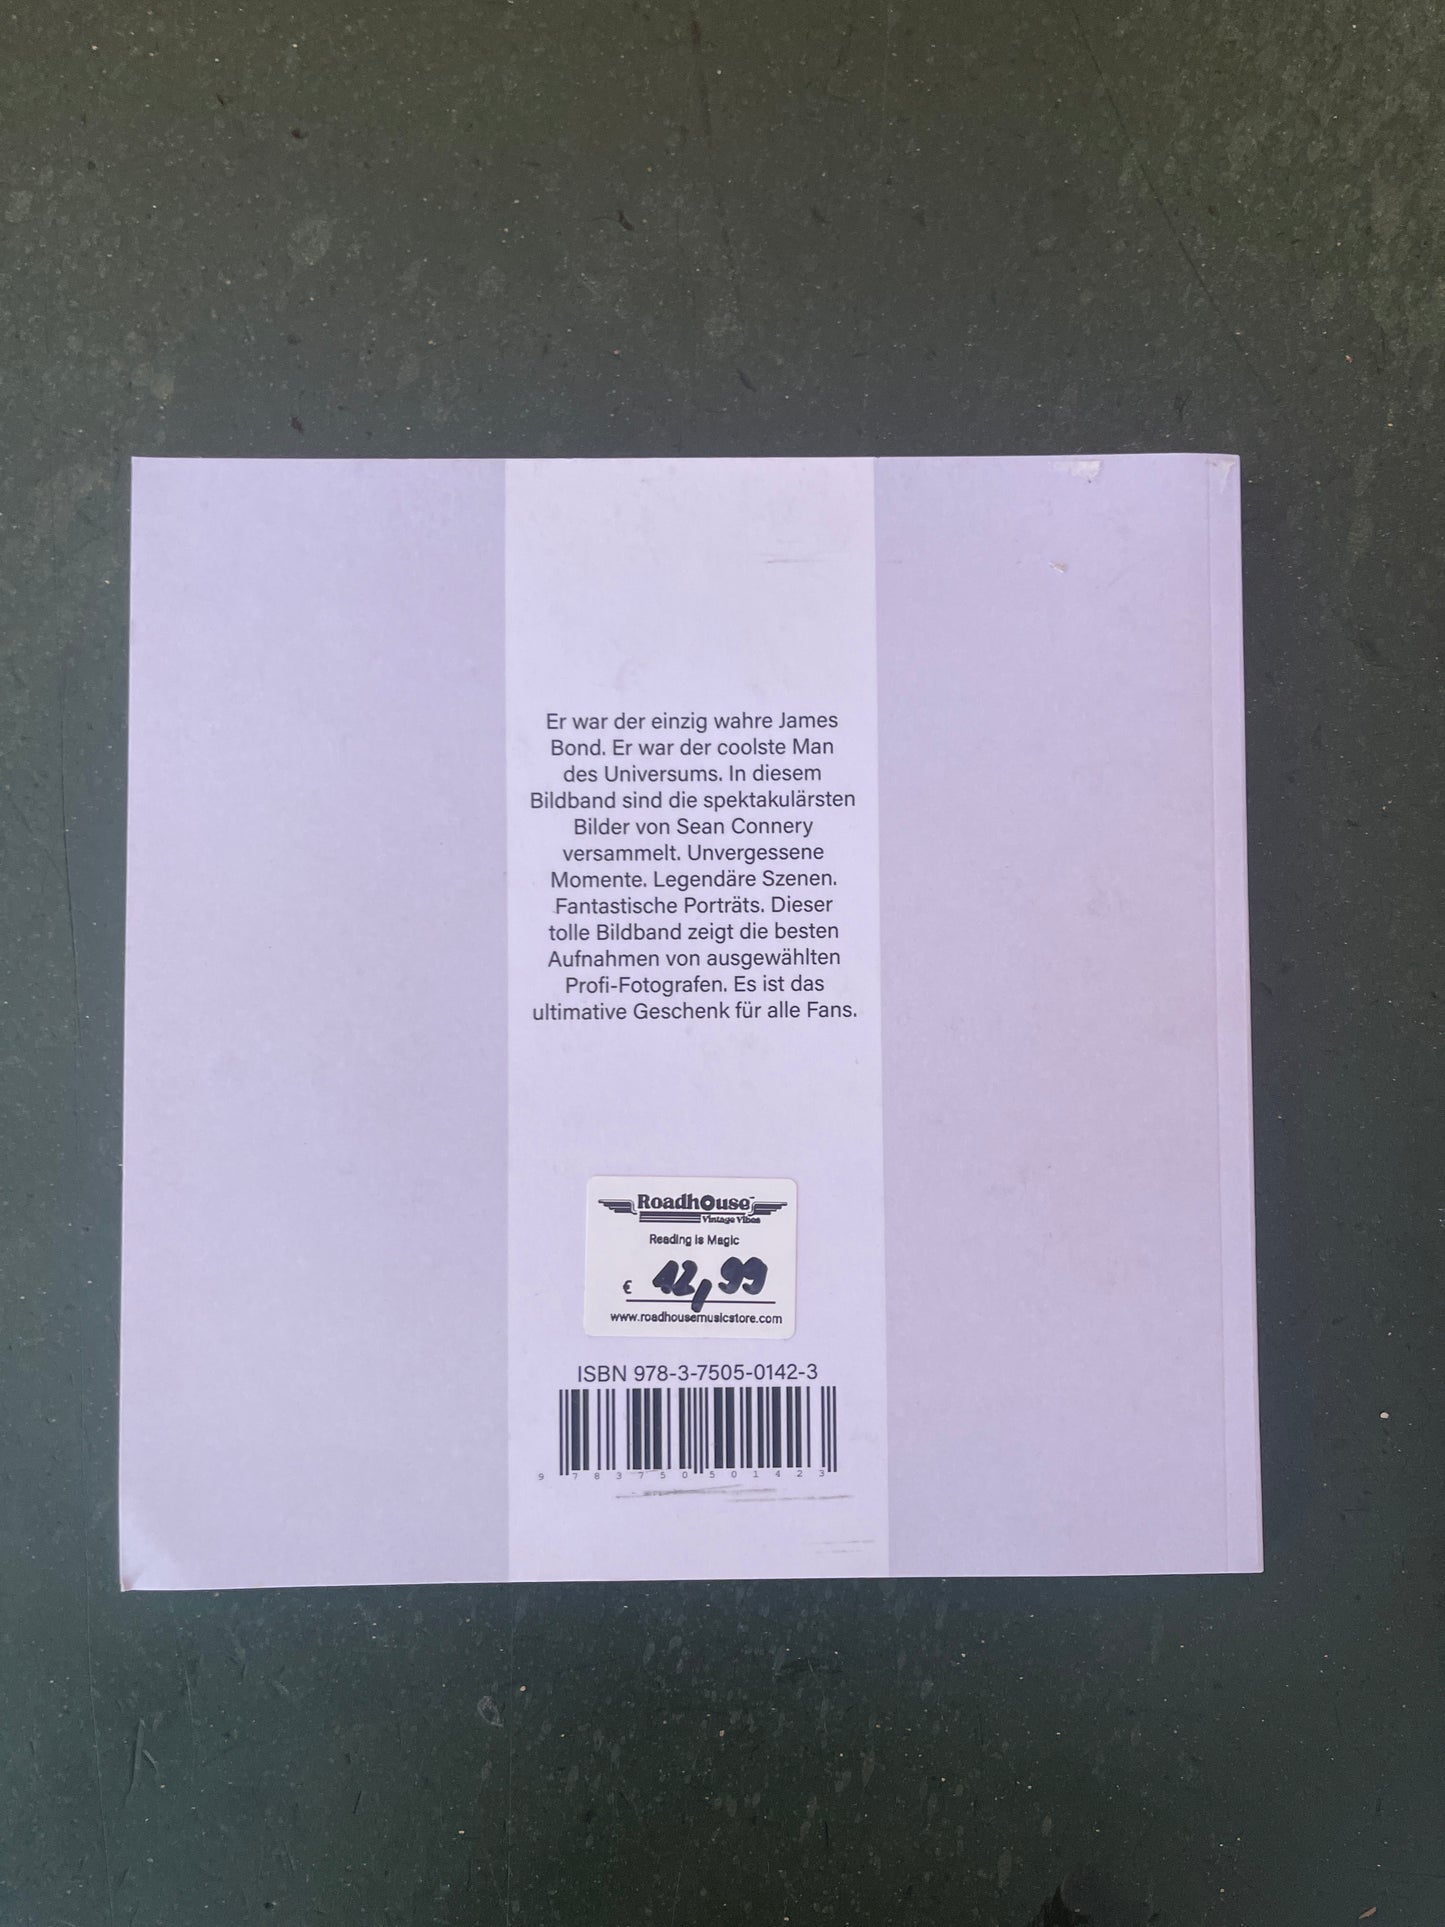 Er war der einzig wahre James
Bond. Er war der coolste Man
des Universums. In diesem
Bildband sind die spektakulärsten
Bilder von Sean Connery
versammelt. Unvergessene
Momente. Legendäre Szenen.
Fantastische Porträts. Dieser
tolle Bildband zeigt die besten
Aufnahmen von ausgewählten
Profi-Fotografen. Es ist das
ultimative Geschenk für alle Fans.
Roadhouse™
Vintage Vibes
Reading is Magic
€ 12,99
www.roadhousemusicstore.com
ISBN 978-3-7505-0142-3
9 783750 501423